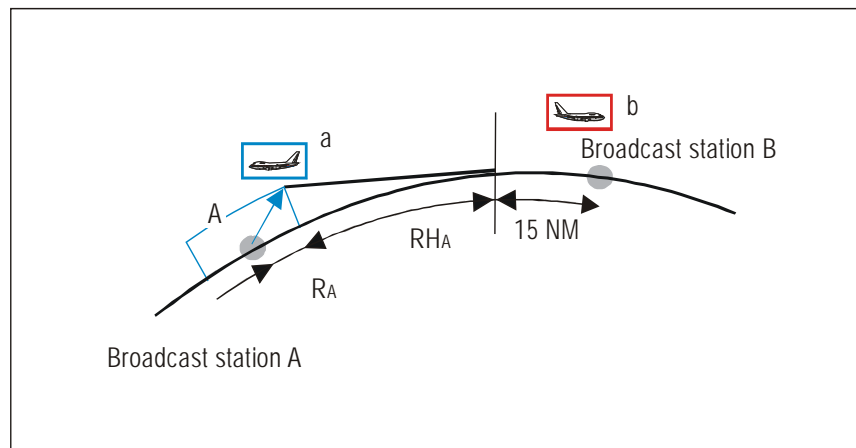 a
b
Broadcast station B
A
RHA
15 NM
RA
Broadcast station A